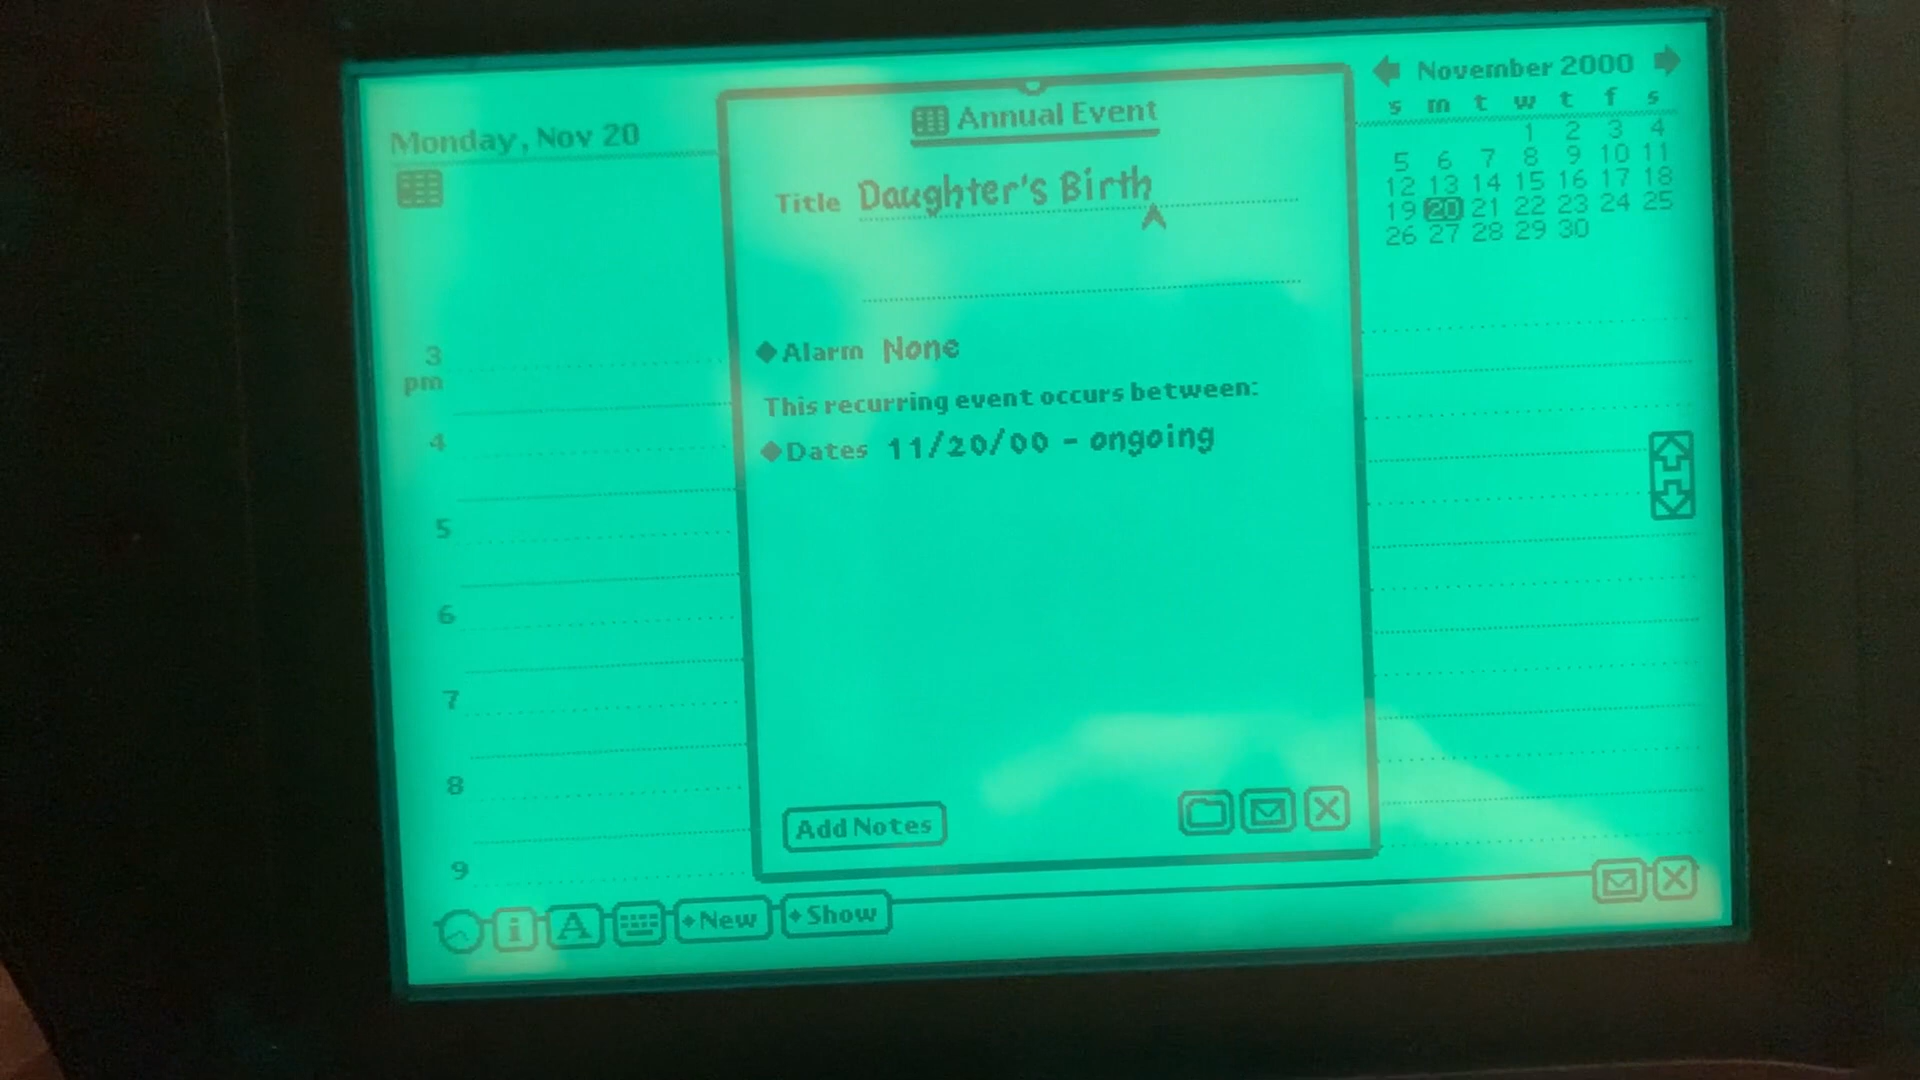 Monday, Nov 20
3
pm
4
5
6
7
8
9
Annual Event
Title Daughter's Birth
Alarm None
This recurring event occurs between:
Dates 11/20/00 - ongoing
Add Notes
November 2000
s m t w t f s
1 2 3 4
5 6 7 8 9 10 11
12 13 14 15 16 17 18
19 20 21 22 23 24 25
26 27 28 29 30
i A New Show